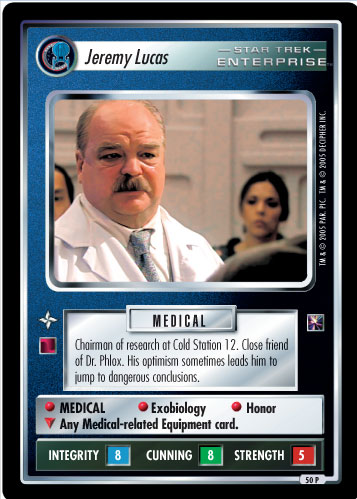 Jeremy Lucas
STAR TREK
ENTERPRISE™
TM & © 2005 PAR. PIC. TM & © 2005 DECIPHER INC.
MEDICAL
Chairman of research at Cold Station 12. Close friend
of Dr. Phlox. His optimism sometimes leads him to
jump to dangerous conclusions.
MEDICAL Exobiology Honor
Any Medical-related Equipment card.
INTEGRITY 8 CUNNING 8 STRENGTH 5
50 P